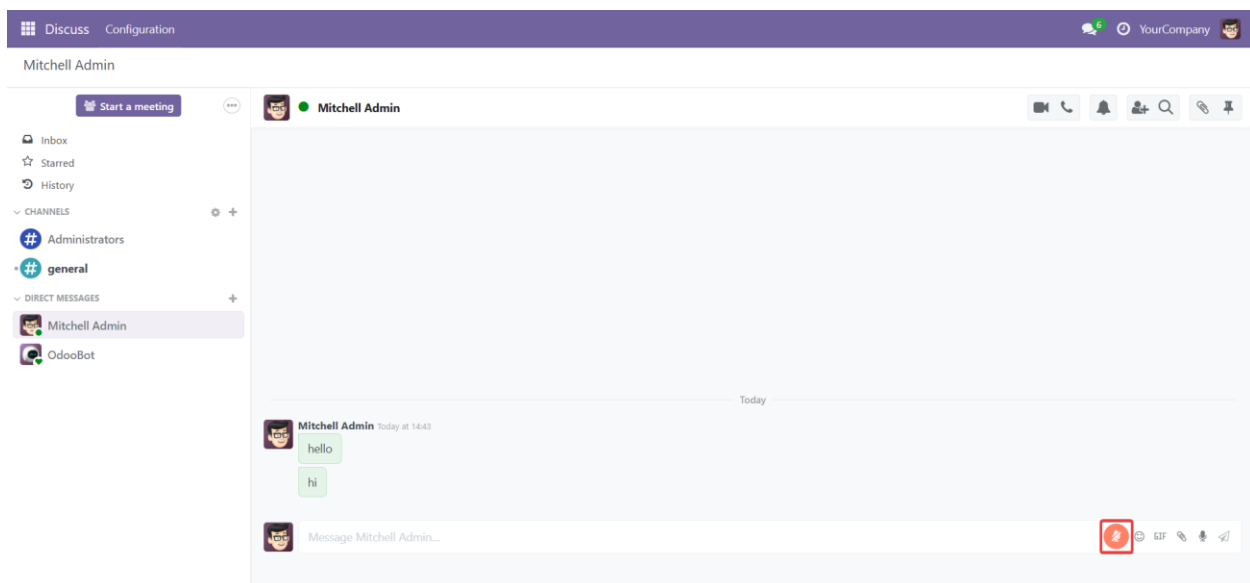 Discuss Configuration 6 YourCompany
Mitchell Admin
Start a meeting
Mitchell Admin
Inbox
Starred
History
CHANNELS
Administrators
general
DIRECT MESSAGES
Mitchell Admin
OdooBot
Today
Mitchell Admin Today at 14:43
hello
hi
Message Mitchell Admin...
GIF